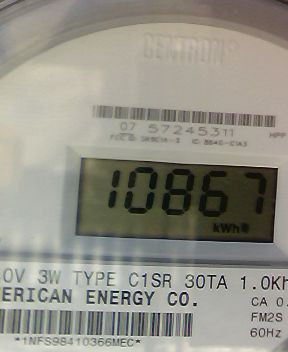 CENTRON®
07 57245311
10867
kWh
0V 3W TYPE C1SR 30TA 1.0Kh
ERICAN ENERGY CO.
CA 0.
FM2S
60Hz
*1NFS98410366MEC*